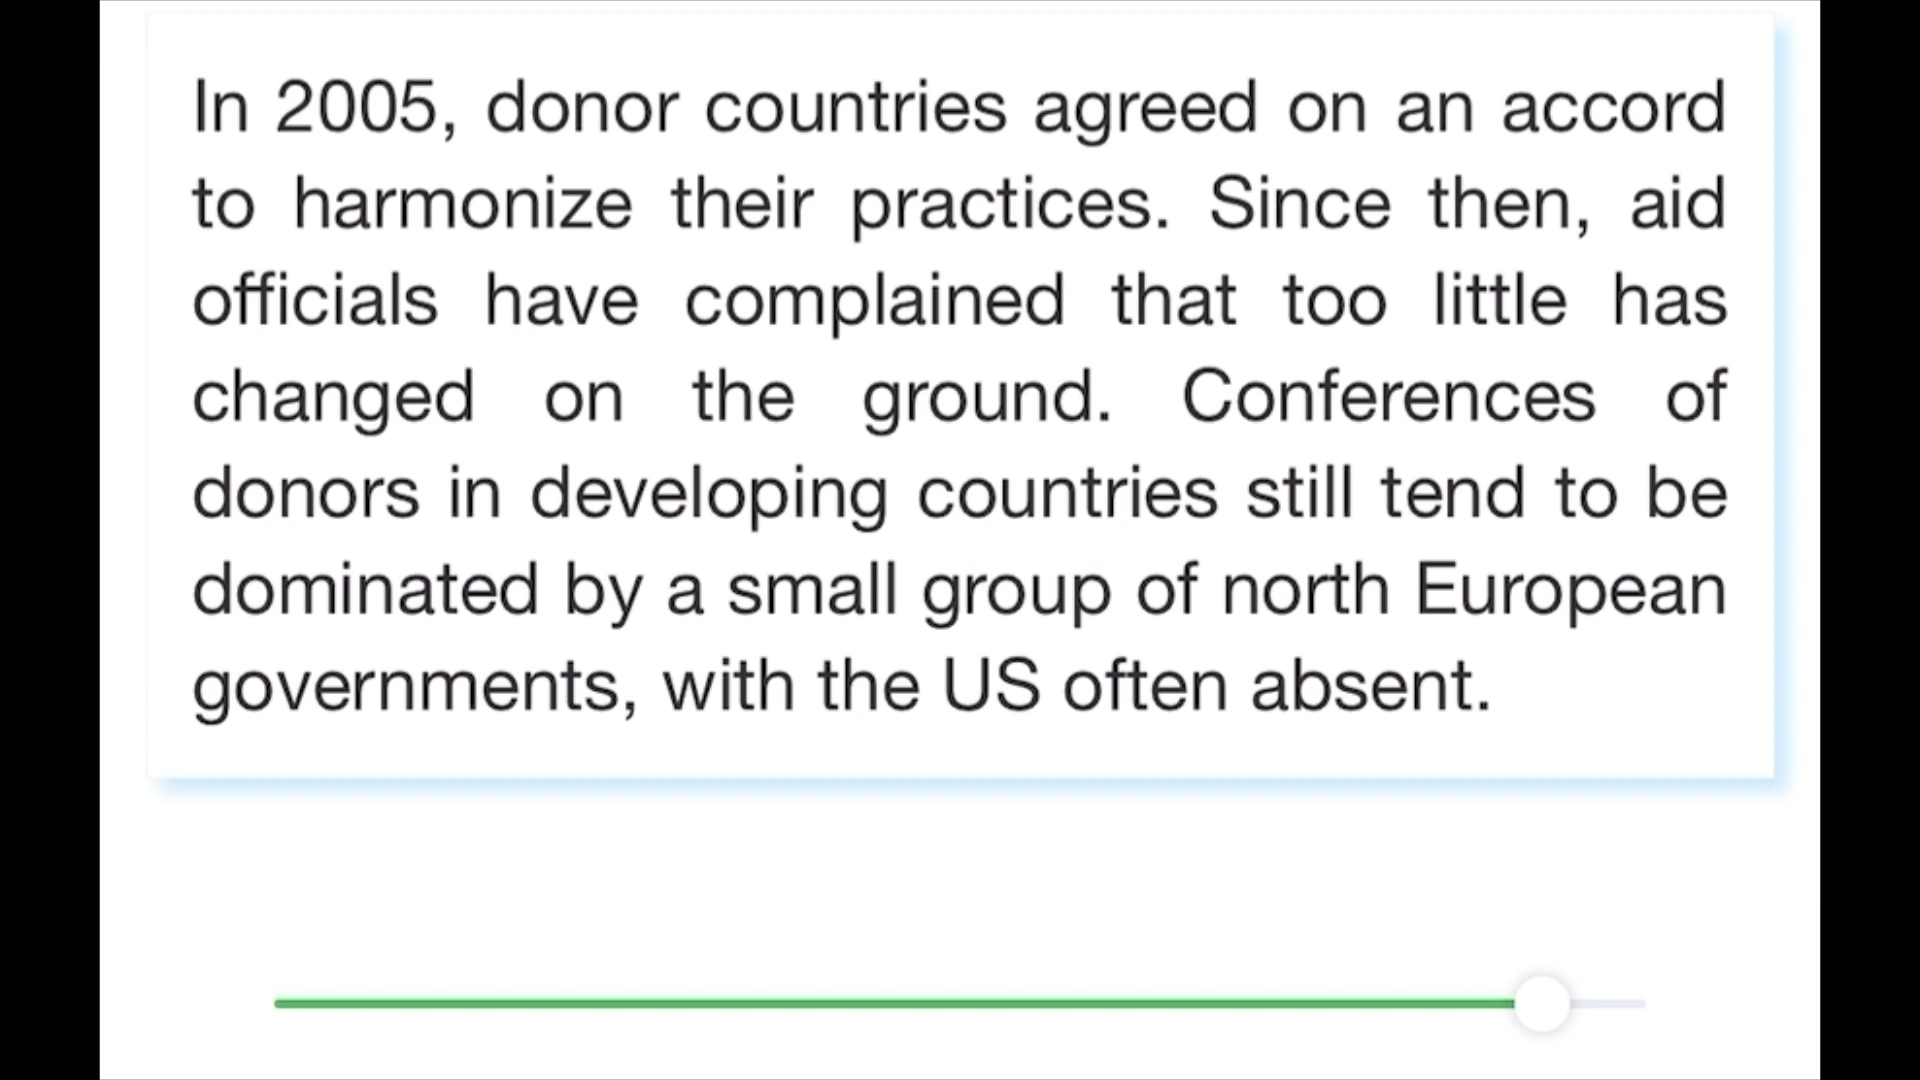 In 2005, donor countries agreed on an accord
to harmonize their practices. Since then, aid
officials have complained that too little has
changed on the ground. Conferences of
donors in developing countries still tend to be
dominated by a small group of north European
governments, with the US often absent.